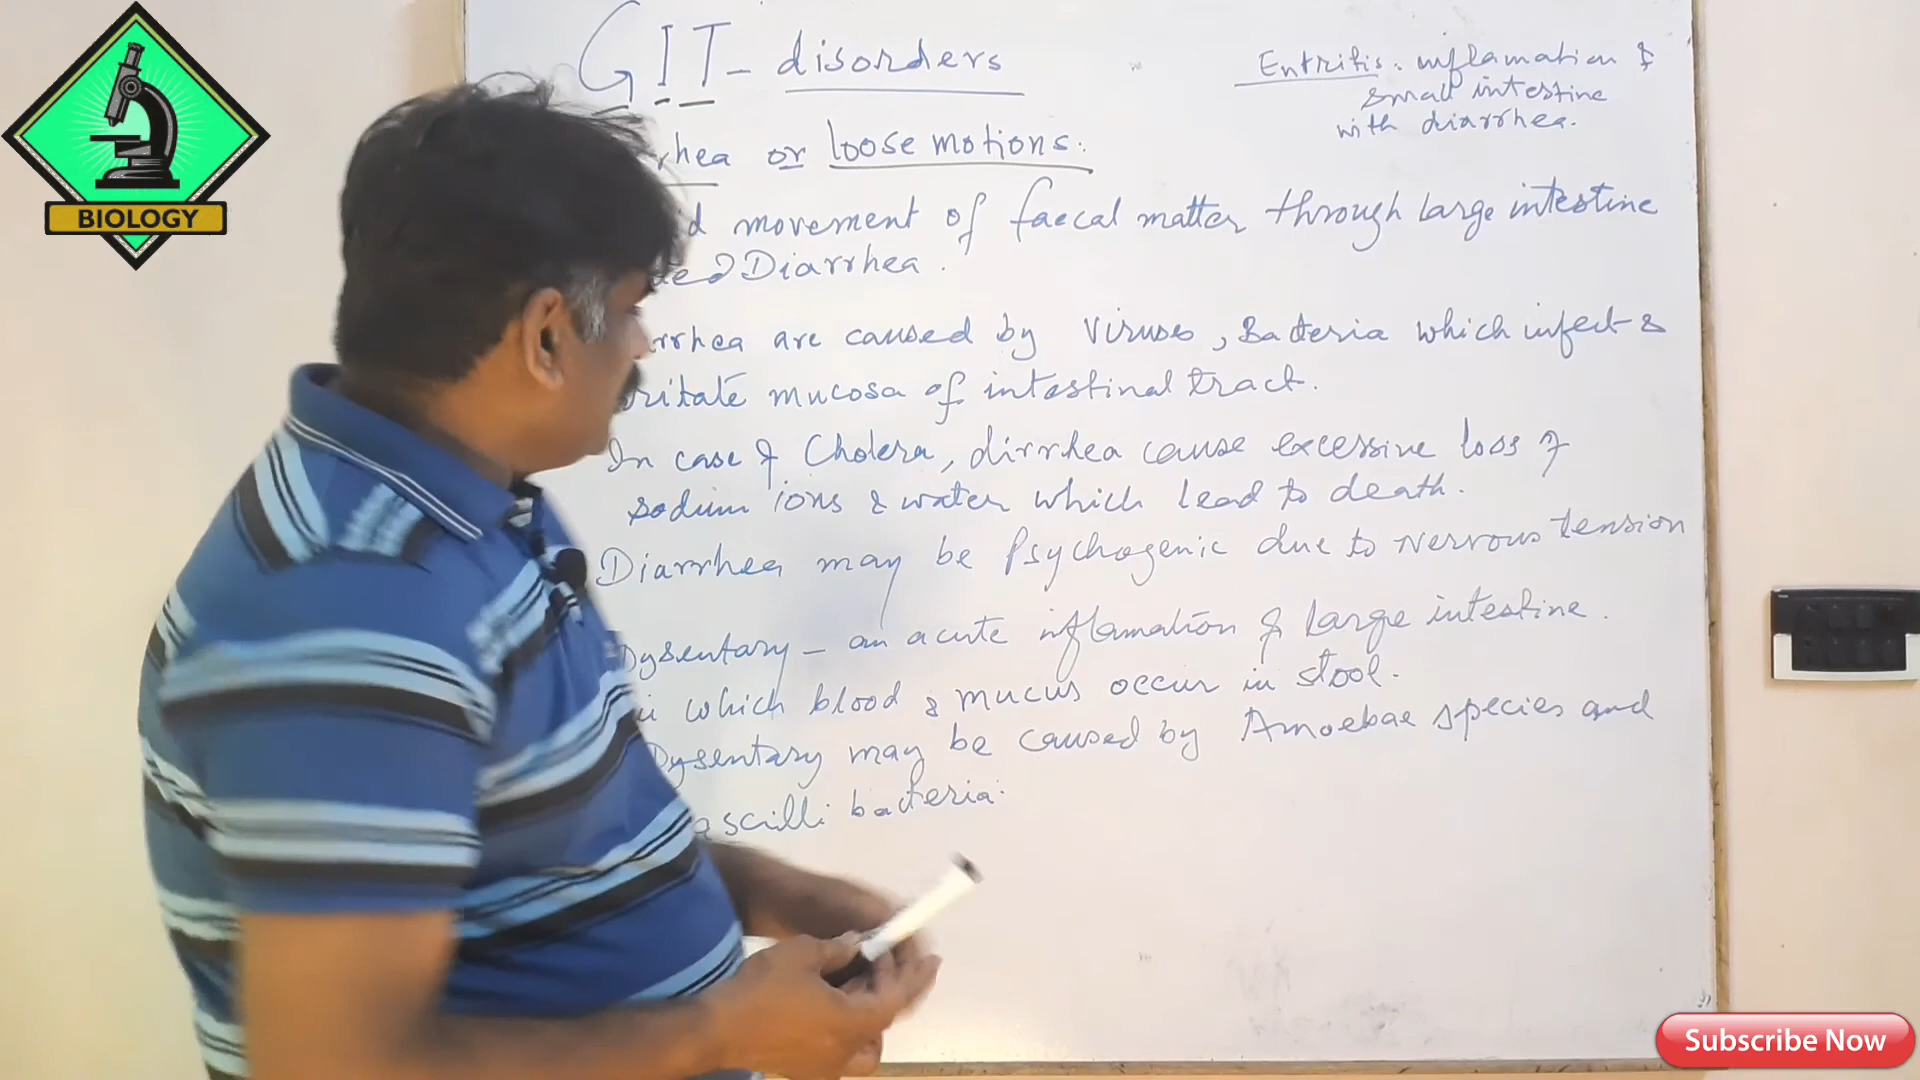 BIOLOGY
GIT - disorders
Entritis. inflamation of
small intestine
with diarrhea.
rhea or loose motions.
id movement of faecal matter through large intestine
Diarrhea.
rrhea are caused by Viruses, Bacteria which infect &
ritate mucosa of intestinal tract.
In case of Cholera, dirrhea cause excessive loss of
sodium ions & water which lead to death.
Diarrhea may be Psychogenic due to Nervous tension
Dysentary - an acute inflamation of Large intestine.
in which blood & mucus occur in stool.
Dysentary may be caused by Amoebae species and
ascilli bacteria.
Subscribe Now